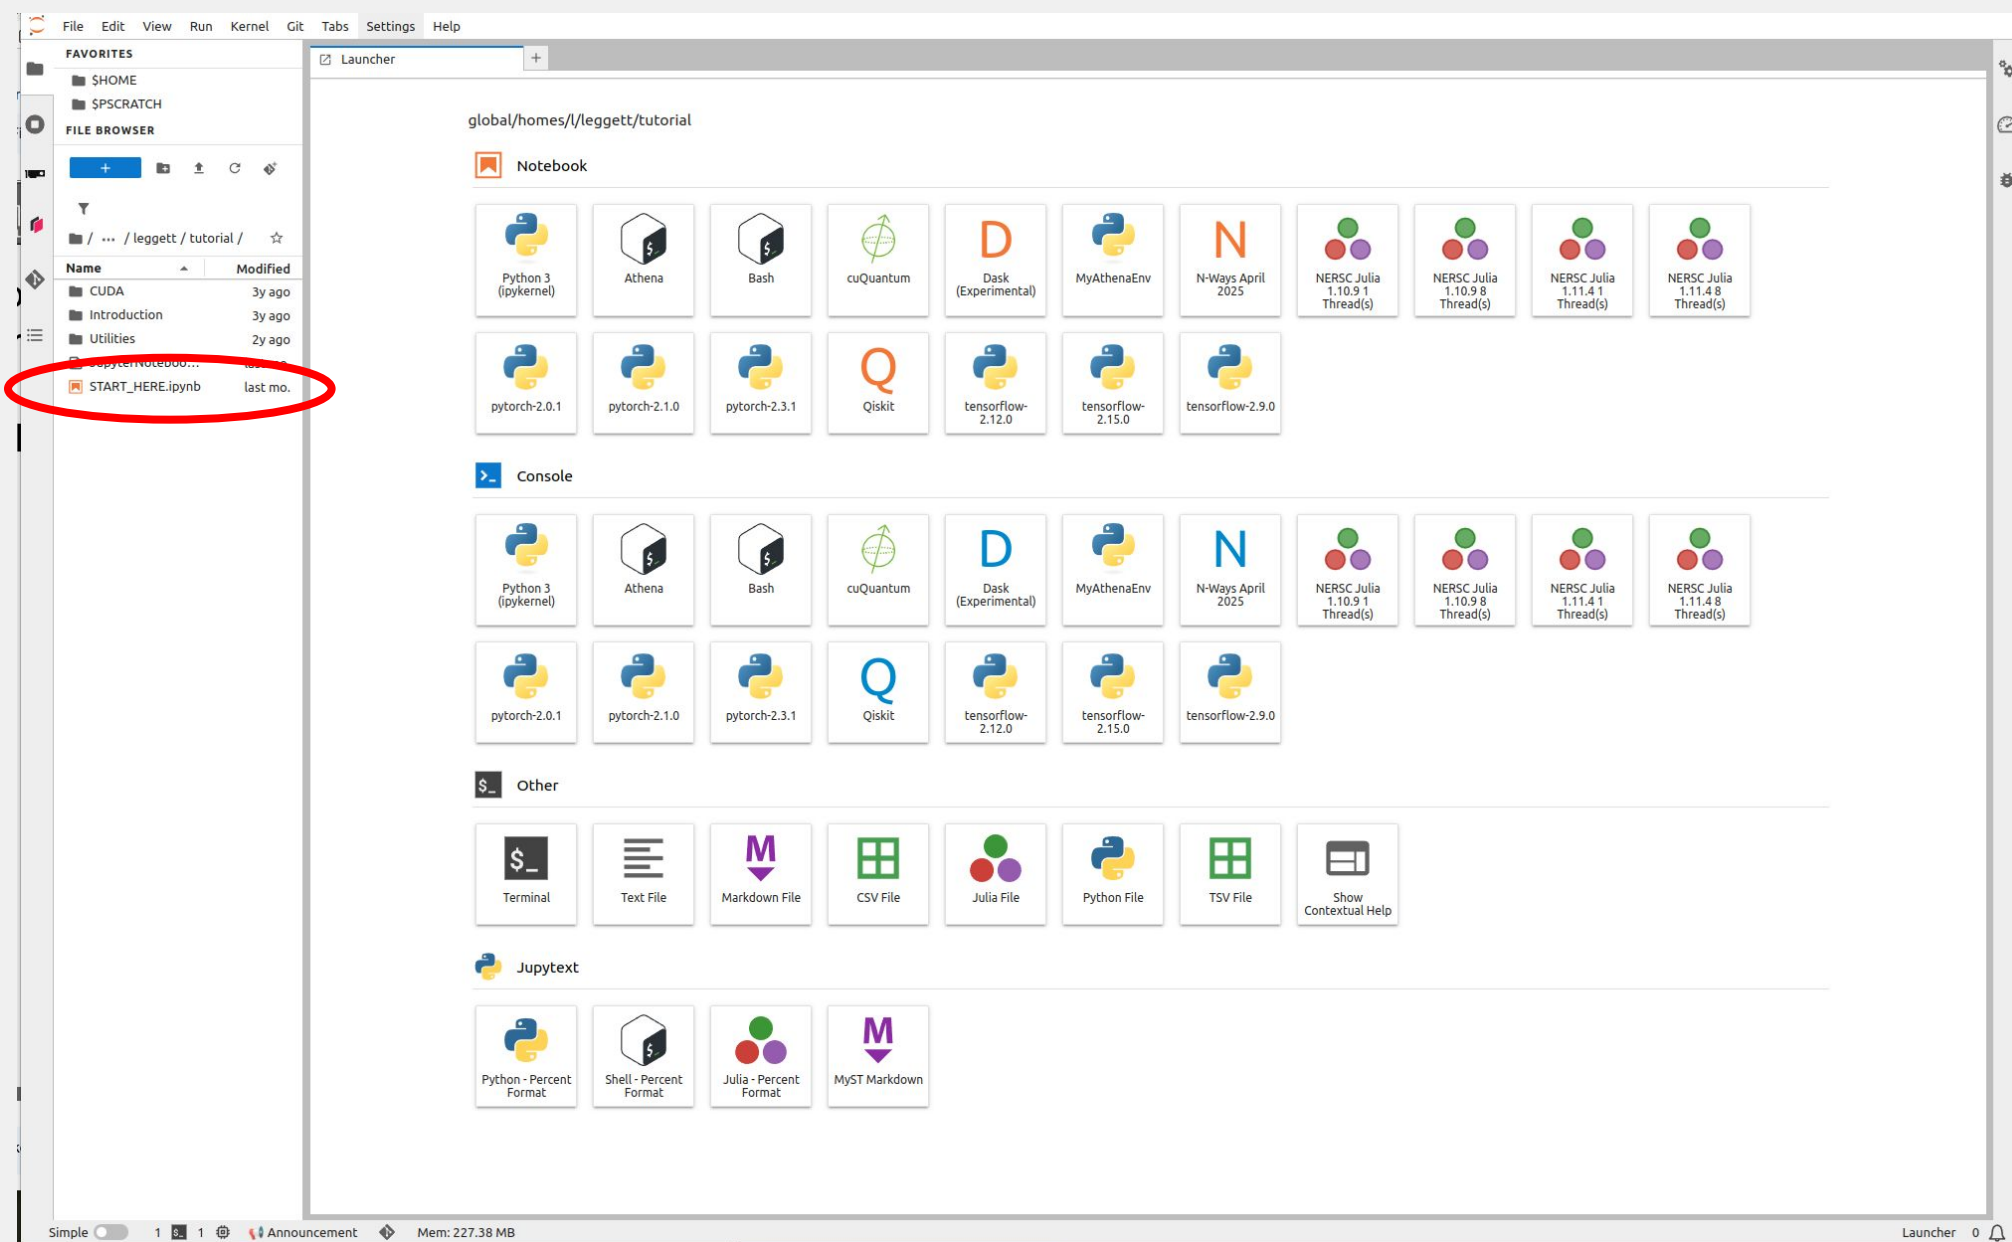 File Edit View Run Kernel Git Tabs Settings Help
FAVORITES
$HOME
$PSCRATCH
FILE BROWSER
+
/ ... / leggett / tutorial /
Name Modified
CUDA 3y ago
Introduction 3y ago
Utilities 2y ago
JupyterNoteboo...
START_HERE.ipynb last mo.
Launcher +
global/homes/l/leggett/tutorial
Notebook
Python 3 (ipykernel)
Athena
Bash
cuQuantum
Dask (Experimental)
MyAthenaEnv
N-Ways April 2025
NERSC Julia 1.10.9 1 Thread(s)
NERSC Julia 1.10.9 8 Thread(s)
NERSC Julia 1.11.4 1 Thread(s)
NERSC Julia 1.11.4 8 Thread(s)
pytorch-2.0.1
pytorch-2.1.0
pytorch-2.3.1
Qiskit
tensorflow-2.12.0
tensorflow-2.15.0
tensorflow-2.9.0
Console
Python 3 (ipykernel)
Athena
Bash
cuQuantum
Dask (Experimental)
MyAthenaEnv
N-Ways April 2025
NERSC Julia 1.10.9 1 Thread(s)
NERSC Julia 1.10.9 8 Thread(s)
NERSC Julia 1.11.4 1 Thread(s)
NERSC Julia 1.11.4 8 Thread(s)
pytorch-2.0.1
pytorch-2.1.0
pytorch-2.3.1
Qiskit
tensorflow-2.12.0
tensorflow-2.15.0
tensorflow-2.9.0
Other
Terminal
Text File
Markdown File
CSV File
Julia File
Python File
TSV File
Show Contextual Help
Jupytext
Python - Percent Format
Shell - Percent Format
Julia - Percent Format
MyST Markdown
Simple 1 1 Announcement Mem: 227.38 MB Launcher 0